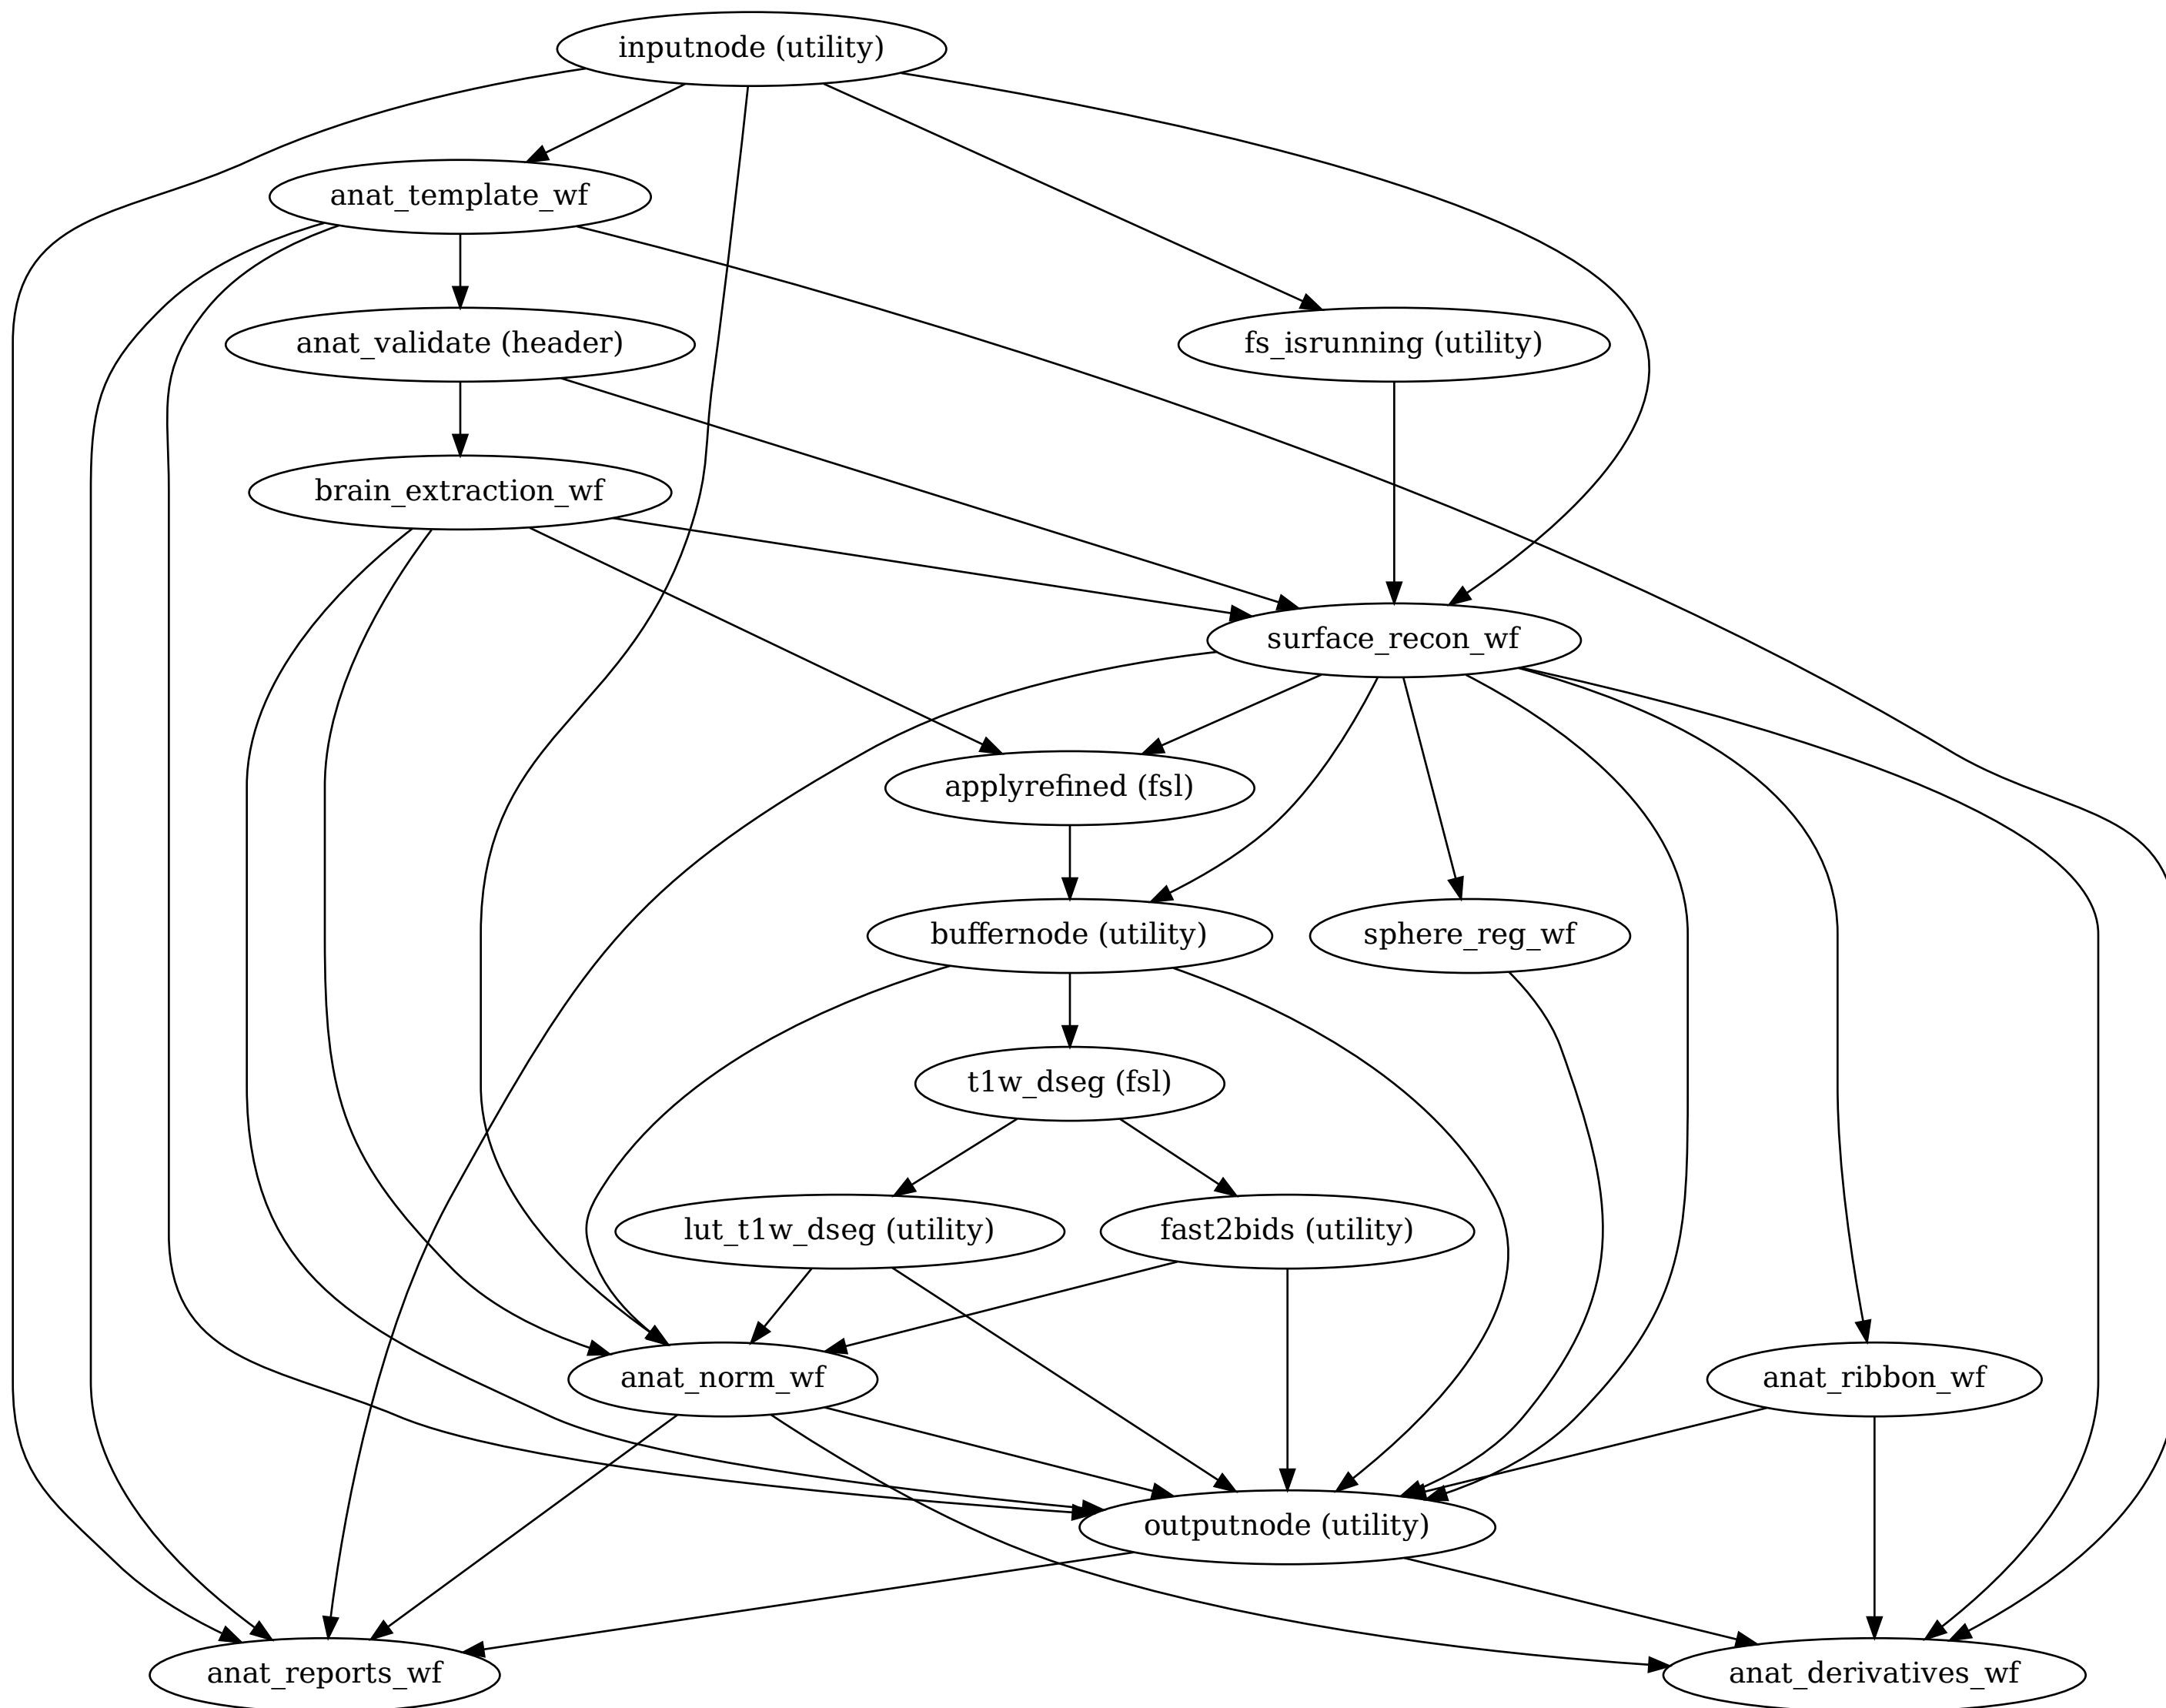 inputnode (utility)
anat_template_wf
anat_validate (header)
fs_isrunning (utility)
brain_extraction_wf
surface_recon_wf
applyrefined (fsl)
buffernode (utility)
sphere_reg_wf
t1w_dseg (fsl)
lut_t1w_dseg (utility)
fast2bids (utility)
anat_norm_wf
anat_ribbon_wf
outputnode (utility)
anat_reports_wf
anat_derivatives_wf